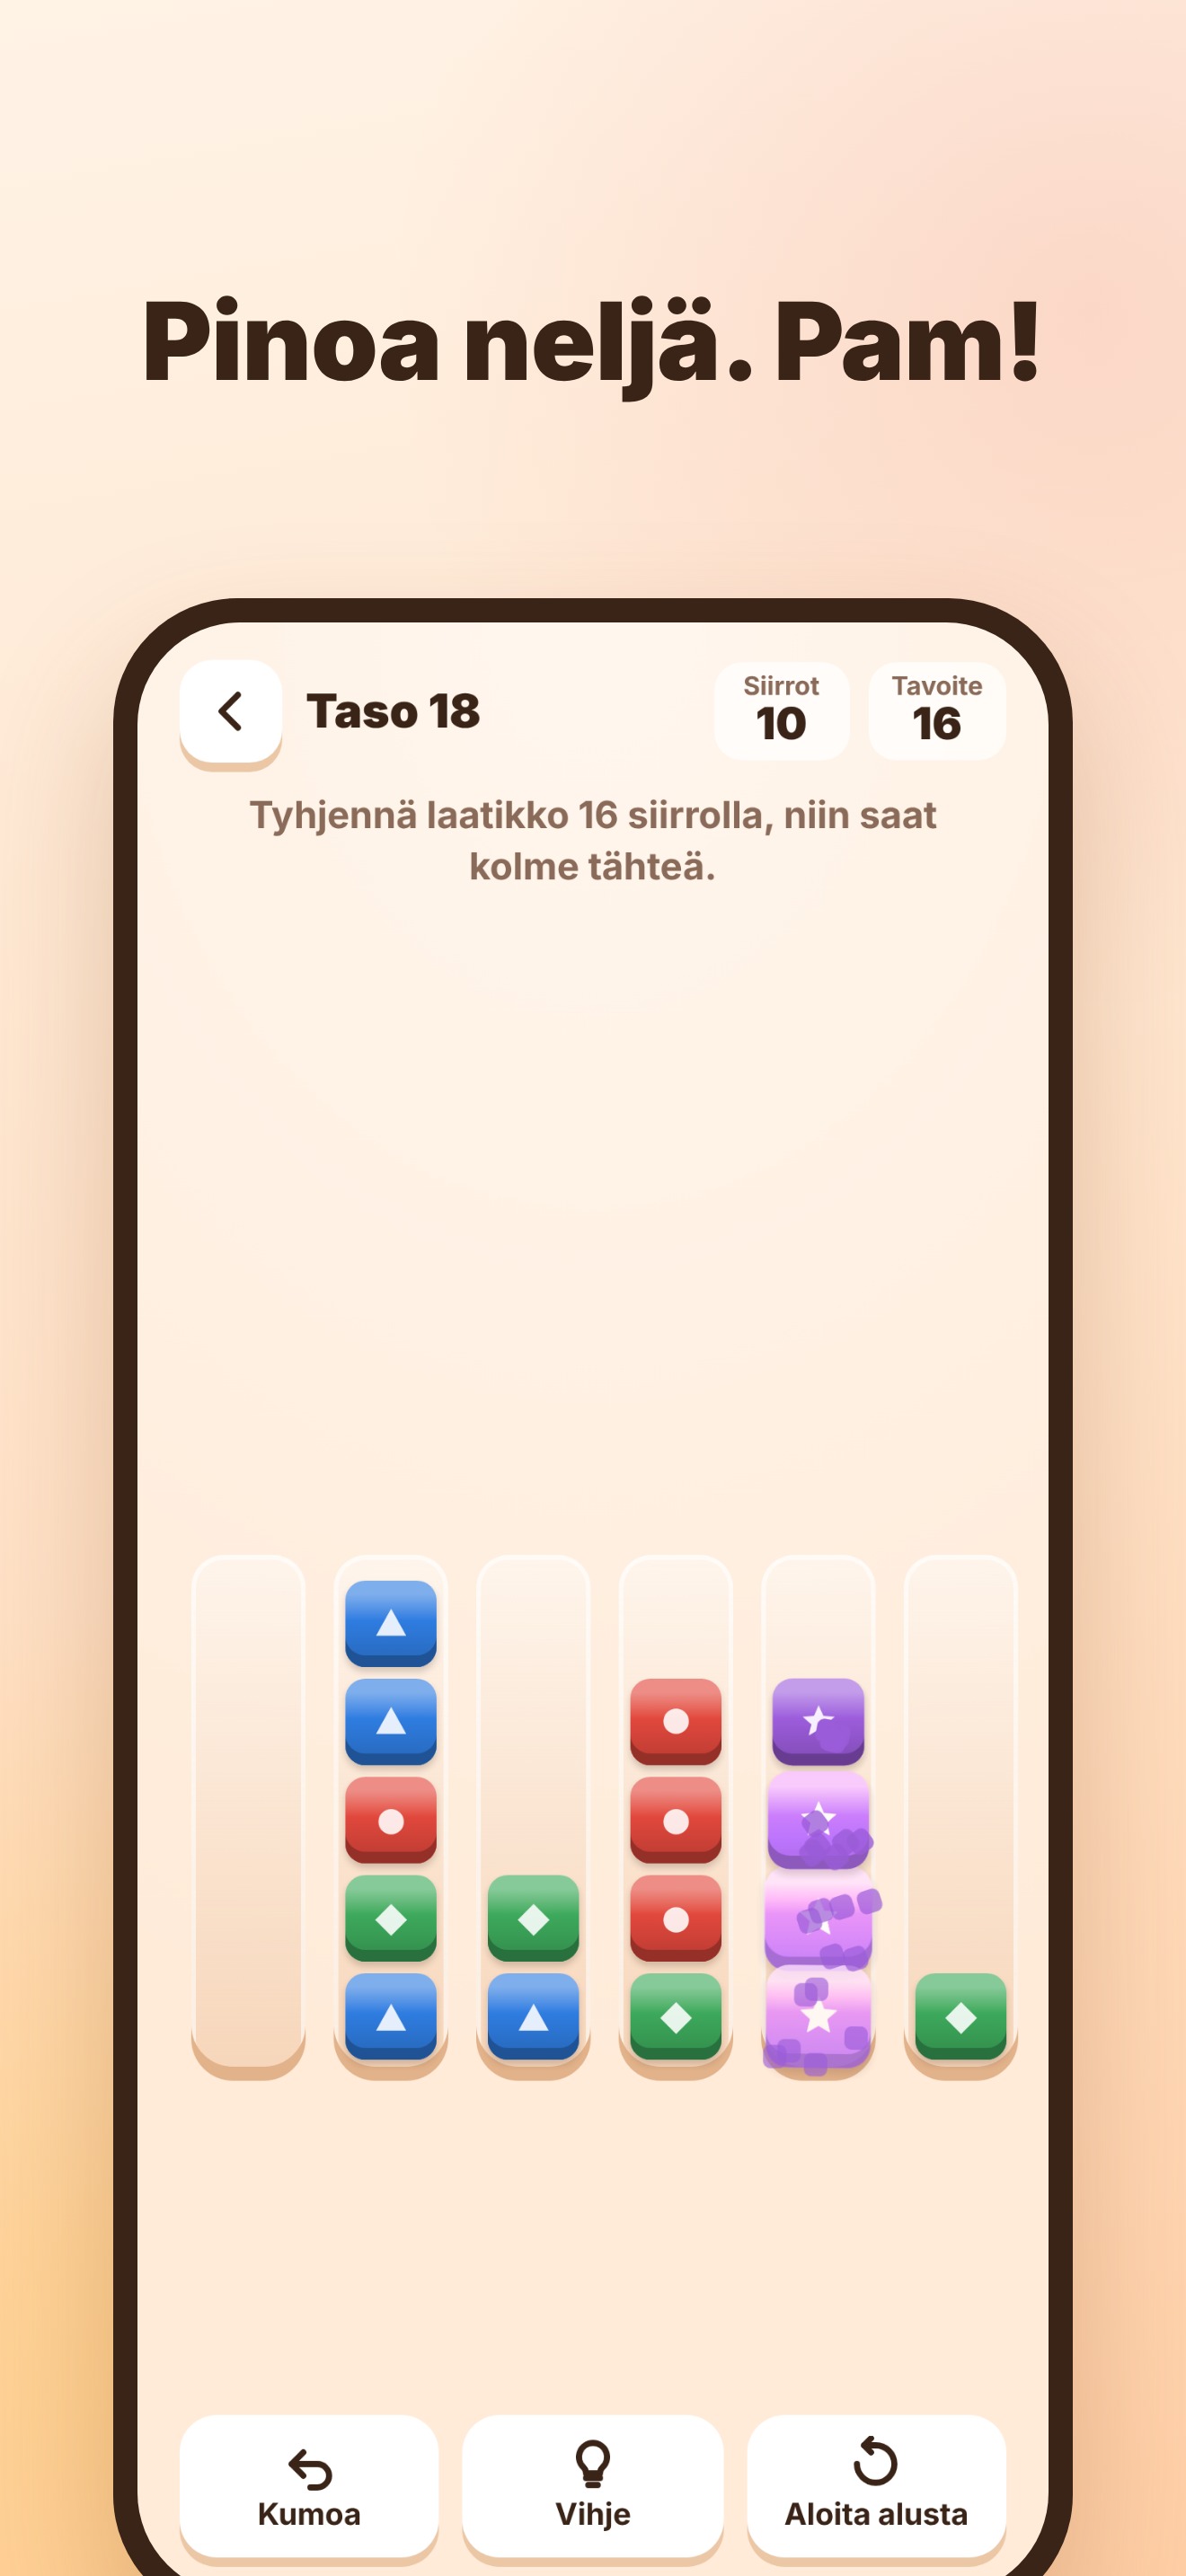 Pinoa neljä. Pam!
Taso 18
Siirrot
10
Tavoite
16
Tyhjennä laatikko 16 siirrolla, niin saat
kolme tähteä.
Kumoa
Vihje
Aloita alusta